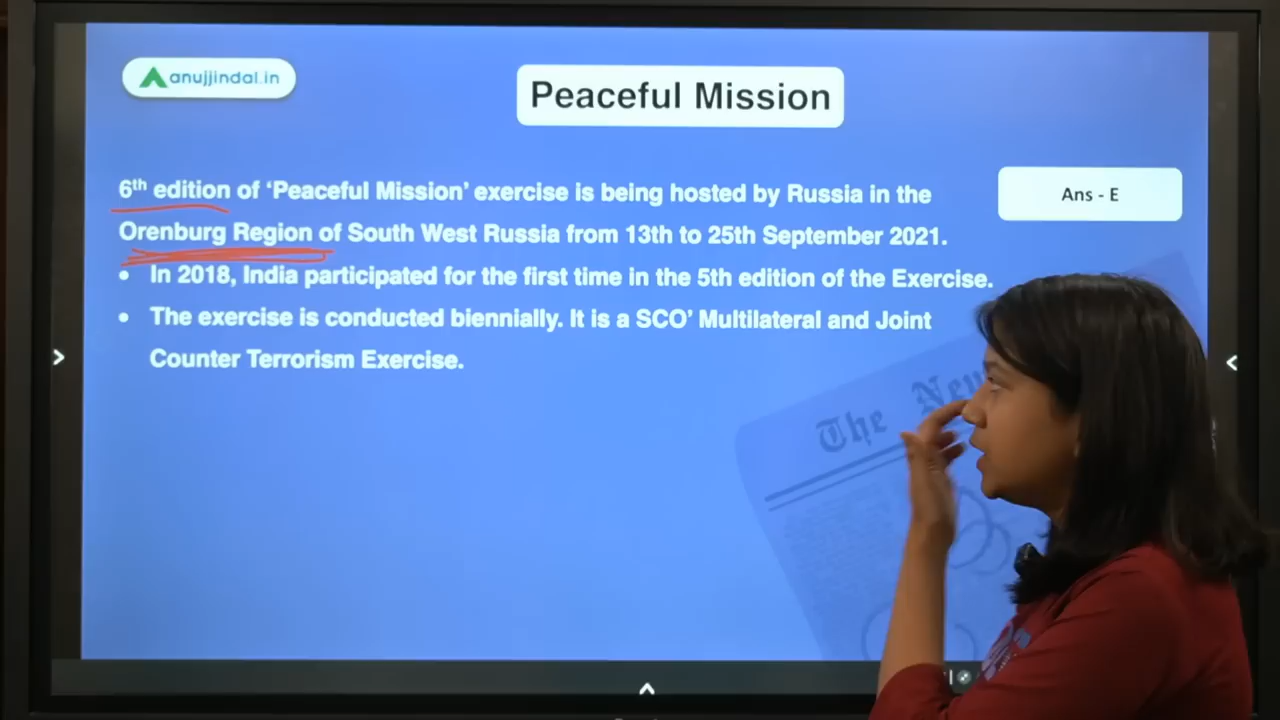 anujjindal.in
Peaceful Mission
6th edition of ‘Peaceful Mission’ exercise is being hosted by Russia in the
Ans - E
Orenburg Region of South West Russia from 13th to 25th September 2021.
• In 2018, India participated for the first time in the 5th edition of the Exercise.
• The exercise is conducted biennially. It is a SCO’ Multilateral and Joint
Counter Terrorism Exercise.
The